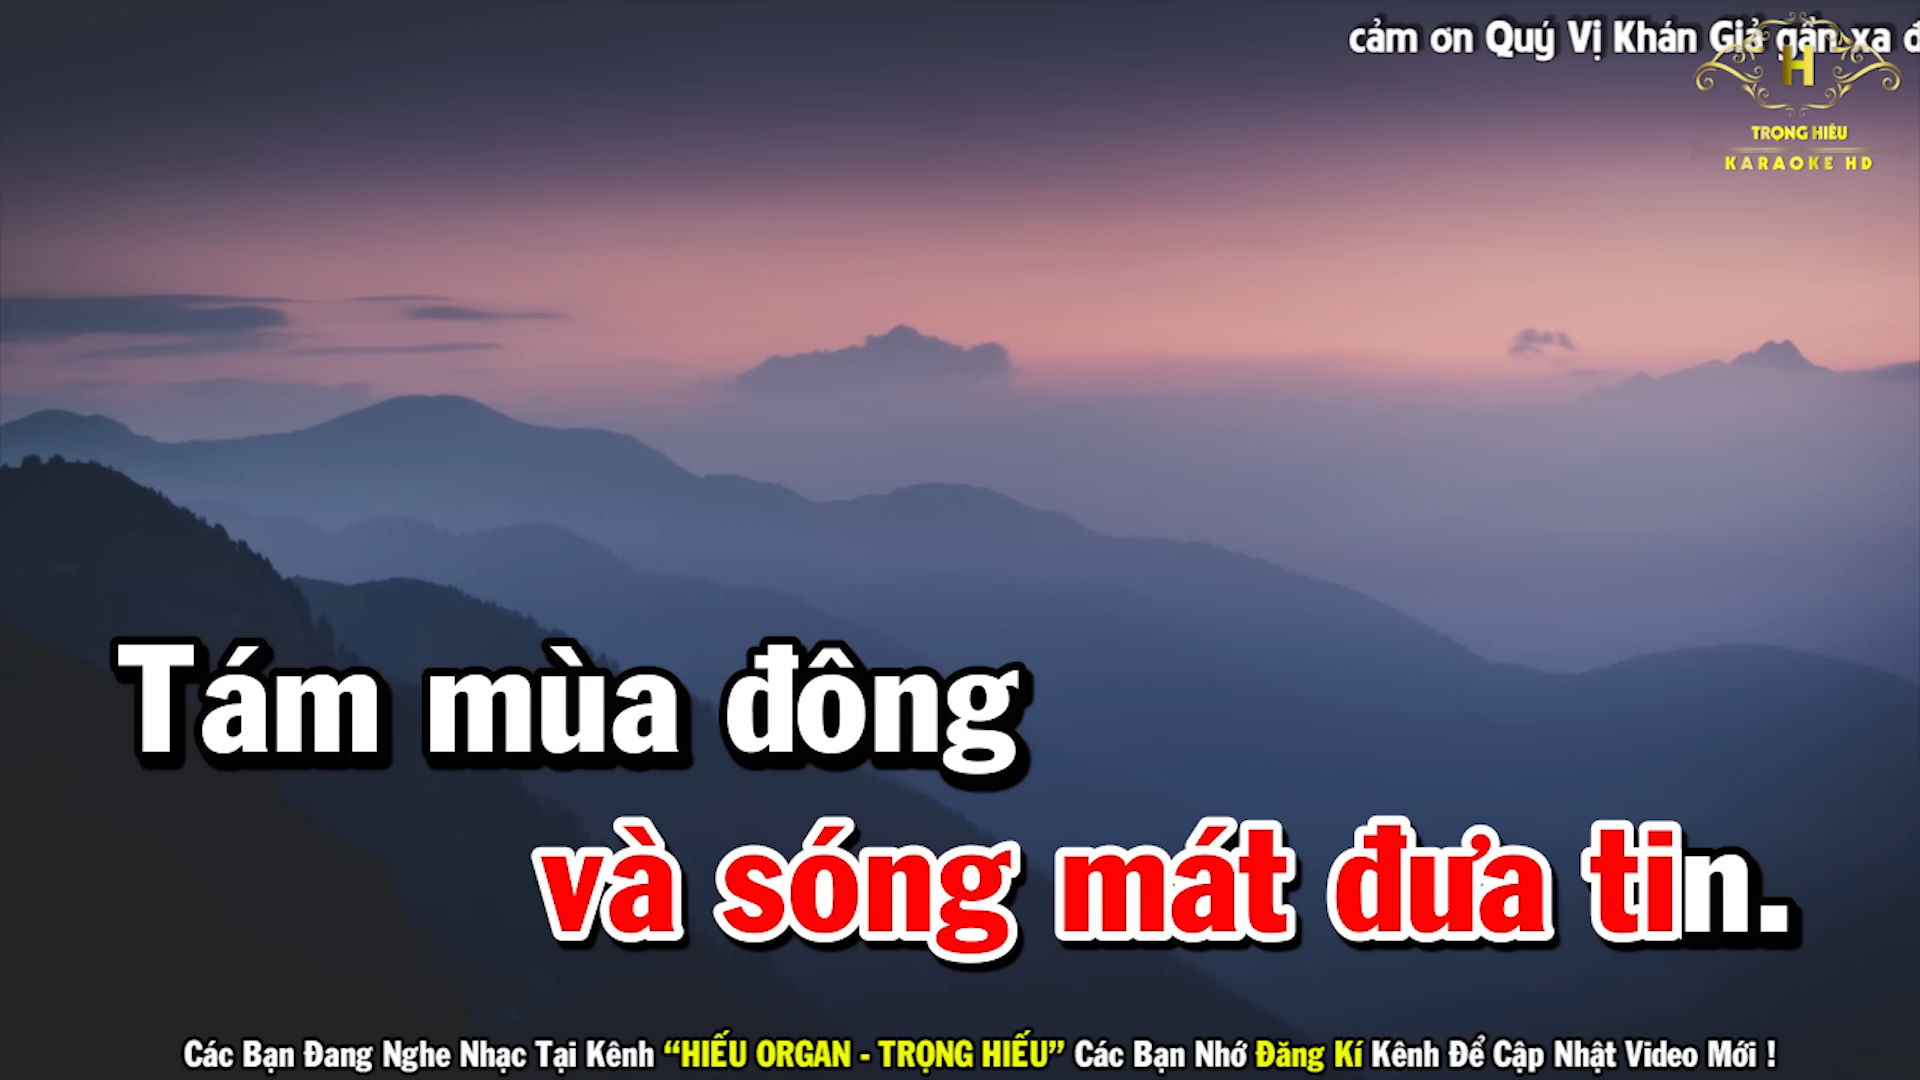 cảm ơn Quý Vị Khán Giả gần xa đ
H
TRỌNG HIẾU
KARAOKE HD
Tám mùa đông
và sóng mát đưa tin.
Các Bạn Đang Nghe Nhạc Tại Kênh “HIẾU ORGAN - TRỌNG HIẾU” Các Bạn Nhớ Đăng Kí Kênh Để Cập Nhật Video Mới !